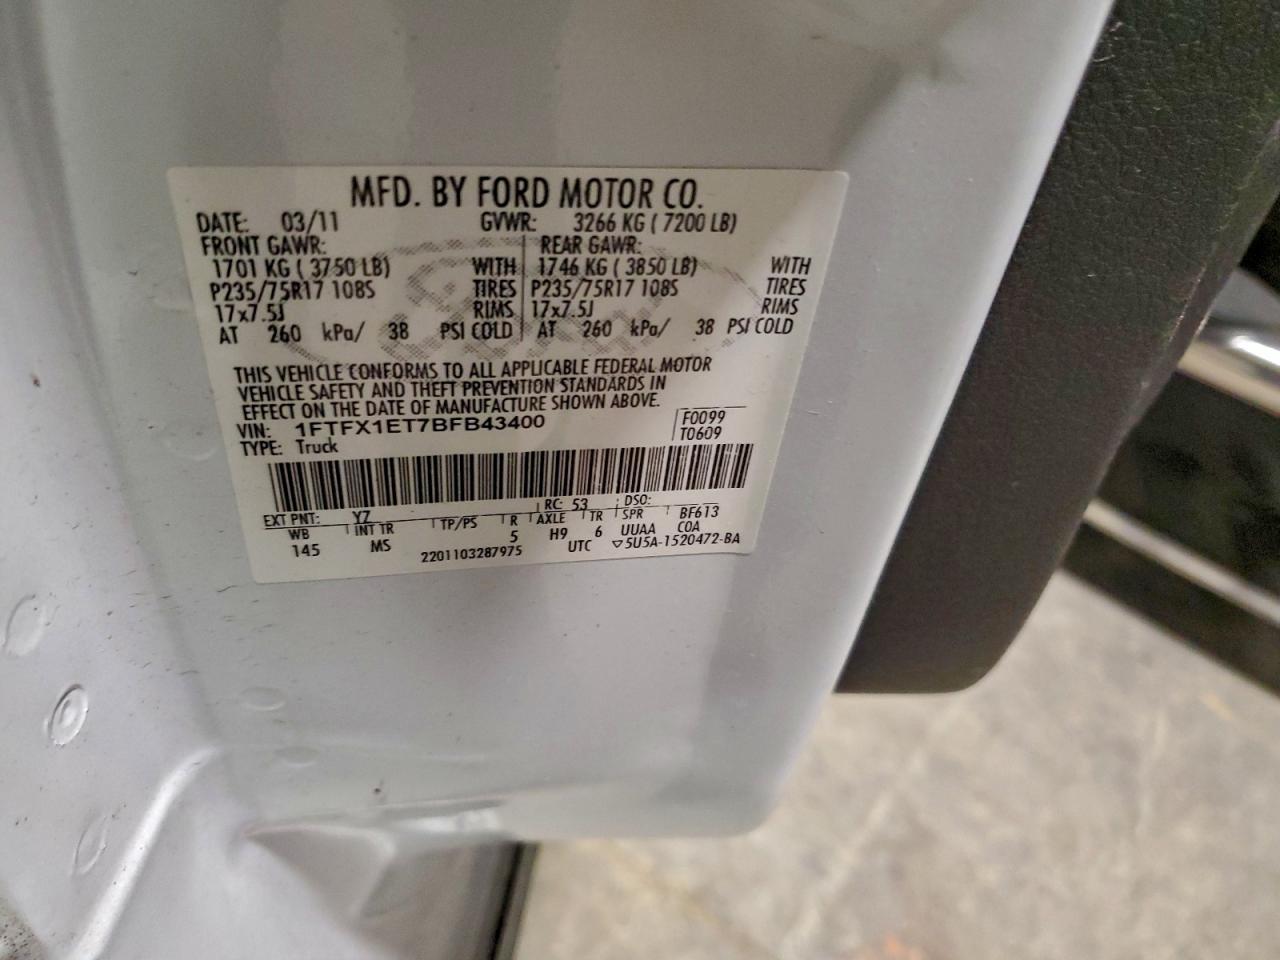 MFD. BY FORD MOTOR CO.
DATE: 03/11 GVWR: 3266 KG ( 7200 LB)
FRONT GAWR: REAR GAWR:
1701 KG ( 3750 LB) WITH 1746 KG ( 3850 LB) WITH
P235/75R17 108S TIRES P235/75R17 108S TIRES
17x7.5J RIMS 17x7.5J RIMS
AT 260 kPa/ 38 PSI COLD AT 260 kPa/ 38 PSI COLD
THIS VEHICLE CONFORMS TO ALL APPLICABLE FEDERAL MOTOR
VEHICLE SAFETY AND THEFT PREVENTION STANDARDS IN
EFFECT ON THE DATE OF MANUFACTURE SHOWN ABOVE.
VIN: 1FTFX1ET7BFB43400 F0099
TYPE: Truck T0609
EXT PNT: YZ RC: 53 DSO:
WB INT TR TP/PS R AXLE TR SPR BF613
145 MS 5 H9 6 UUAA COA
2201103287975 UTC ▽5U5A-1520472-BA